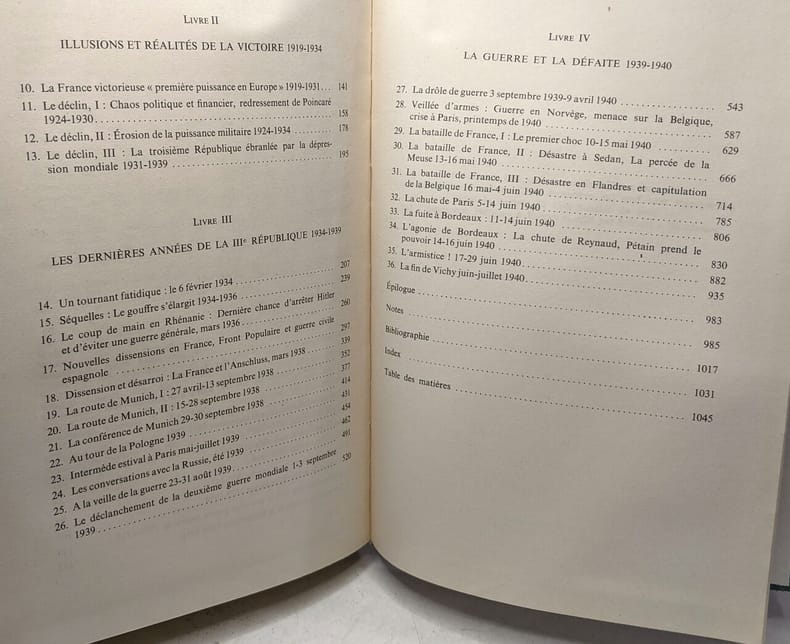 LIVRE II
ILLUSIONS ET RÉALITÉS DE LA VICTOIRE 1919-1934
10. La France victorieuse « première puissance en Europe » 1919-1931... 141
11. Le déclin, I : Chaos politique et financier, redressement de Poincaré
1924-1930 158
12. Le déclin, II : Érosion de la puissance militaire 1924-1934 178
13. Le déclin, III : La troisième République ébranlée par la dépres-
sion mondiale 1931-1939 195
LIVRE III
LES DERNIÈRES ANNÉES DE LA IIIe RÉPUBLIQUE 1934-1939
14. Un tournant fatidique : le 6 février 1934 207
15. Séquelles : Le gouffre s'élargit 1934-1936 239
16. Le coup de main en Rhénanie : Dernière chance d'arrêter Hitler
et d'éviter une guerre générale, mars 1936 260
17. Nouvelles dissensions en France, Front Populaire et guerre civile
espagnole 297
18. Dissension et désarroi : La France et l'Anschluss, mars 1938 339
19. La route de Munich, I : 27 avril-13 septembre 1938 352
20. La route de Munich, II : 15-28 septembre 1938 377
21. La conférence de Munich 29-30 septembre 1938 414
22. Au tour de la Pologne 1939 431
23. Intermède estival à Paris mai-juillet 1939 454
24. Les conversations avec la Russie, été 1939 462
25. A la veille de la guerre 23-31 août 1939 491
26. Le déclanchement de la deuxième guerre mondiale 1-3 septembre
1939 520
LIVRE IV
LA GUERRE ET LA DÉFAITE 1939-1940
27. La drôle de guerre 3 septembre 1939-9 avril 1940 543
28. Veillée d'armes : Guerre en Norvège, menace sur la Belgique,
crise à Paris, printemps de 1940 587
29. La bataille de France, I : Le premier choc 10-15 mai 1940 629
30. La bataille de France, II : Désastre à Sedan, La percée de la
Meuse 13-16 mai 1940 666
31. La bataille de France, III : Désastre en Flandres et capitulation
de la Belgique 16 mai-4 juin 1940 714
32. La chute de Paris 5-14 juin 1940 785
33. La fuite à Bordeaux : 11-14 juin 1940 806
34. L'agonie de Bordeaux : La chute de Reynaud, Pétain prend le
pouvoir 14-16 juin 1940 830
35. L'armistice ! 17-29 juin 1940 882
36. La fin de Vichy juin-juillet 1940 935
Épilogue 983
Notes 985
Bibliographie 1017
Index 1031
Table des matières 1045